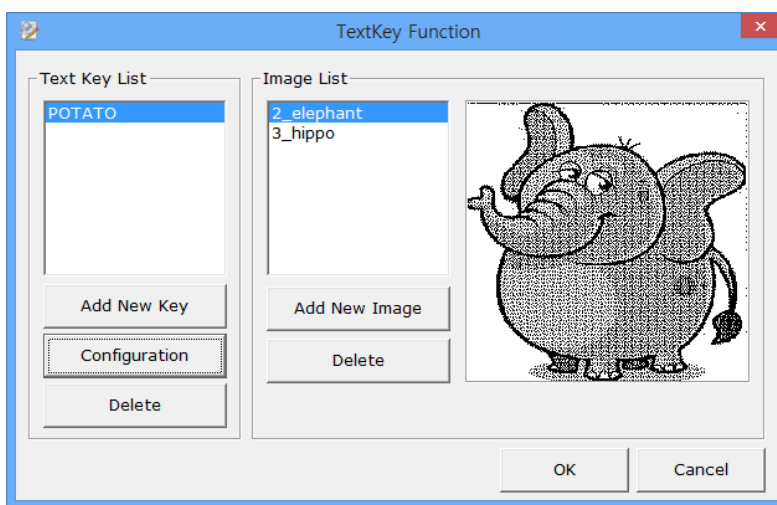 TextKey Function
Text Key List
POTATO
Add New Key
Configuration
Delete
Image List
2_elephant
3_hippo
Add New Image
Delete
OK
Cancel